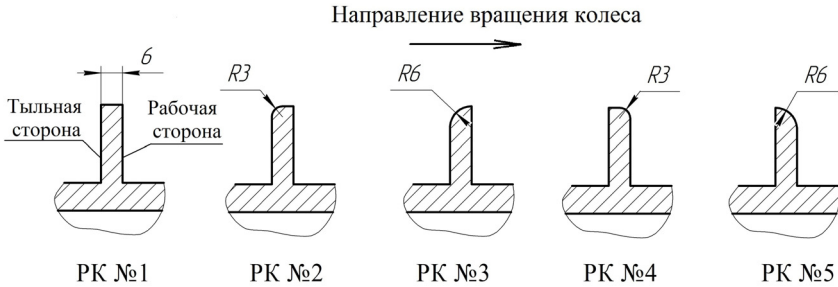 Направление вращения колеса
6
R3
R6
R3
R6
Тыльная
сторона
Рабочая
сторона
РК №1
РК №2
РК №3
РК №4
РК №5